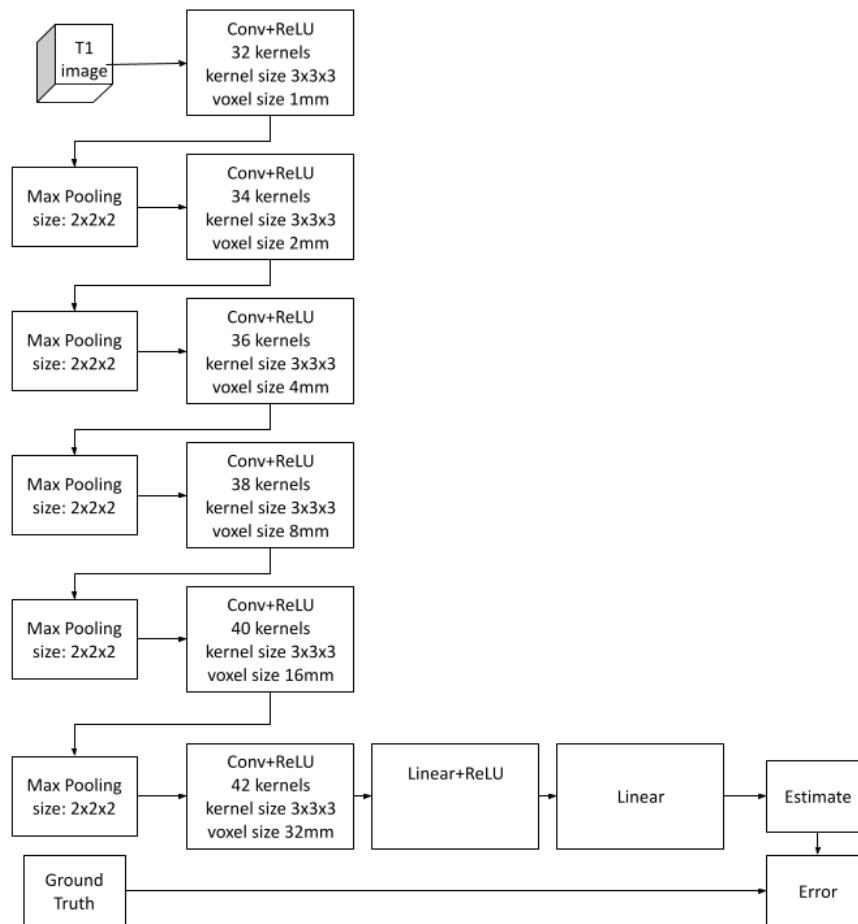 T1
image
Conv+ReLU
32 kernels
kernel size 3x3x3
voxel size 1mm
Max Pooling
size: 2x2x2
Conv+ReLU
34 kernels
kernel size 3x3x3
voxel size 2mm
Max Pooling
size: 2x2x2
Conv+ReLU
36 kernels
kernel size 3x3x3
voxel size 4mm
Max Pooling
size: 2x2x2
Conv+ReLU
38 kernels
kernel size 3x3x3
voxel size 8mm
Max Pooling
size: 2x2x2
Conv+ReLU
40 kernels
kernel size 3x3x3
voxel size 16mm
Max Pooling
size: 2x2x2
Conv+ReLU
42 kernels
kernel size 3x3x3
voxel size 32mm
Linear+ReLU
Linear
Estimate
Ground
Truth
Error